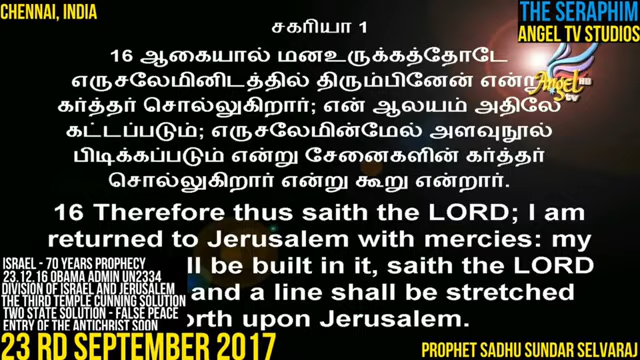 CHENNAI, INDIA
THE SERAPHIM
ANGEL TV STUDIOS
Angel
HD
tv
சகரியா 1
16 ஆகையால் மனஉருக்கத்தோடே
எருசலேமினிடத்தில் திரும்பினேன்
கர்த்தர் சொல்லுகிறார்; என் ஆலயம் அதிலே
கட்டப்படும்; எருசலேமின்மேல் அளவுநூல்
பிடிக்கப்படும் என்று சேனைகளின் கர்த்தர்
சொல்லுகிறார் என்று கூறு என்றார்.
16 Therefore thus saith the LORD; I am
returned to Jerusalem with mercies: my
ll be built in it, saith the LORD
and a line shall be stretched
orth upon Jerusalem.
ISRAEL - 70 YEARS PROPHECY
23.12.16 OBAMA ADMIN UN2334
DIVISION OF ISRAEL AND JERUSALEM
THE THIRD TEMPLE CUNNING SOLUTION
TWO STATE SOLUTION - FALSE PEACE
ENTRY OF THE ANTICHRIST SOON
23 RD SEPTEMBER 2017
PROPHET SADHU SUNDAR SELVARAJ